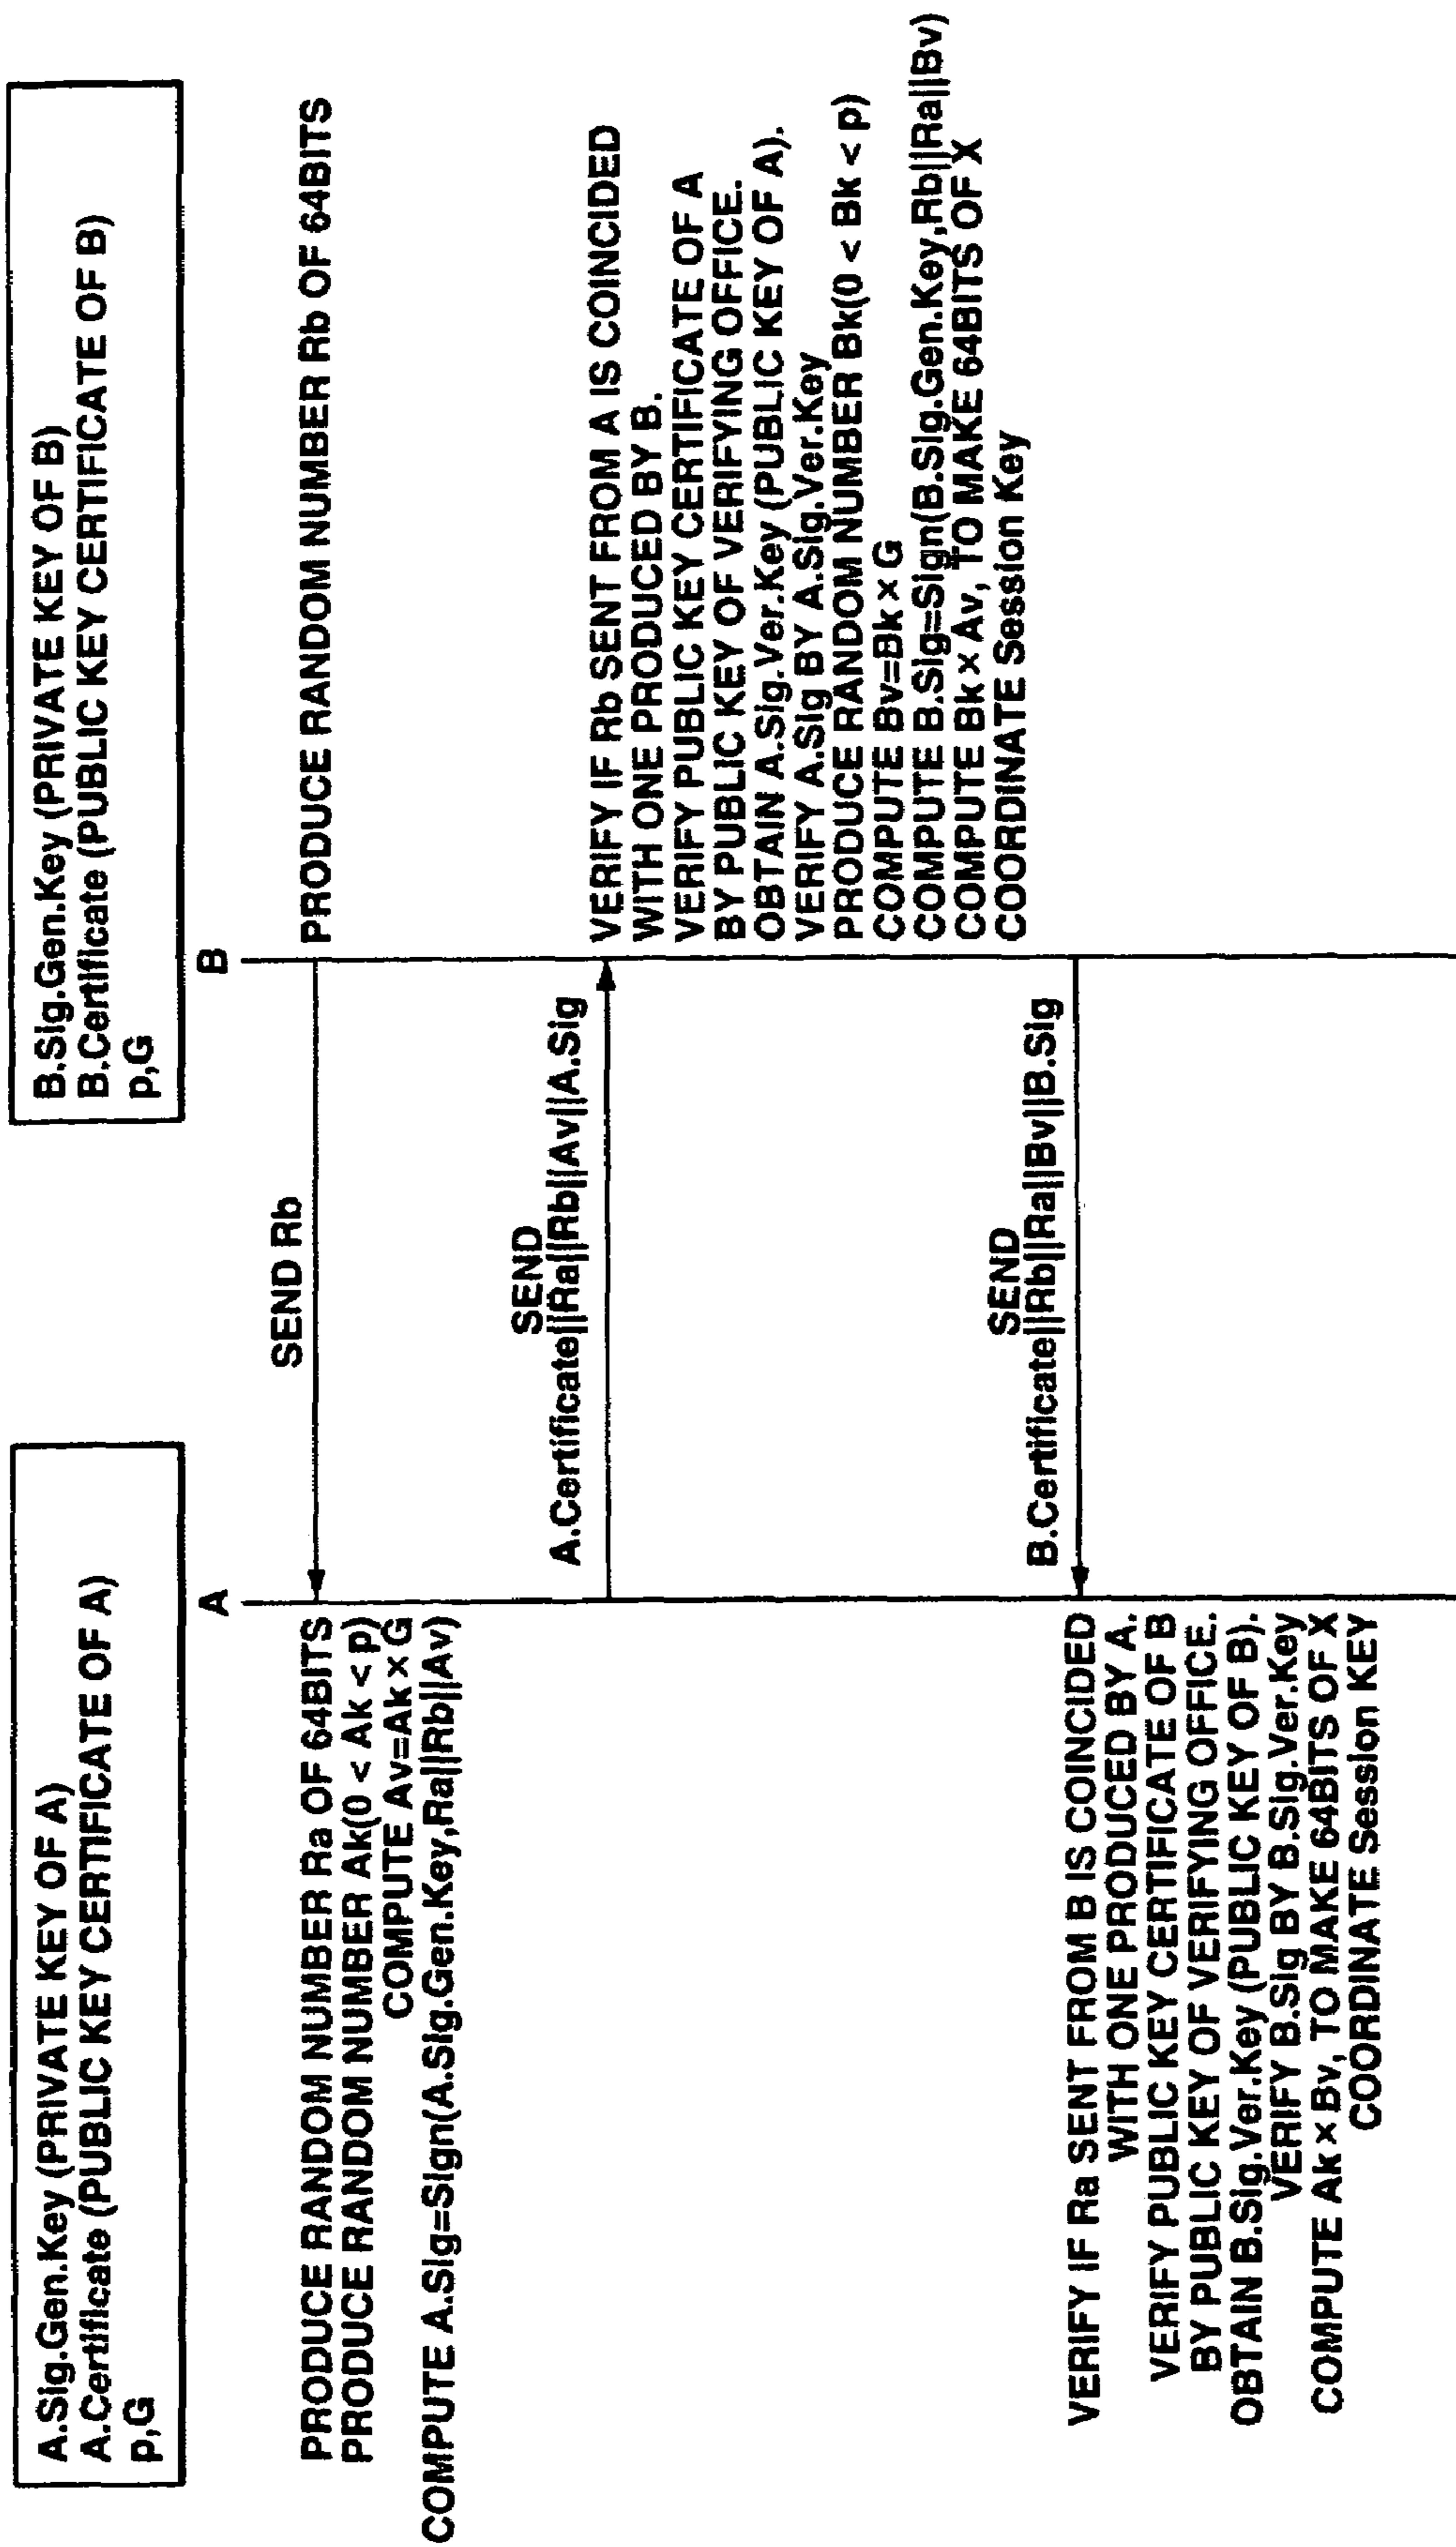 A.Sig.Gen.Key (PRIVATE KEY OF A)
A.Certificate (PUBLIC KEY CERTIFICATE OF A)
p,G
B.Sig.Gen.Key (PRIVATE KEY OF B)
B.Certificate (PUBLIC KEY CERTIFICATE OF B)
p,G
A
B
SEND Rb
PRODUCE RANDOM NUMBER Rb OF 64BITS
PRODUCE RANDOM NUMBER Ra OF 64BITS
PRODUCE RANDOM NUMBER Ak(0 < Ak < p)
COMPUTE Av=Ak × G
COMPUTE A.Sig=Sign(A.Sig.Gen.Key,Ra||Rb||Av)
SEND
A.Certificate||Ra||Rb||Av||A.Sig
VERIFY IF Rb SENT FROM A IS COINCIDED
WITH ONE PRODUCED BY B.
VERIFY PUBLIC KEY CERTIFICATE OF A
BY PUBLIC KEY OF VERIFYING OFFICE.
OBTAIN A.Sig.Ver.Key (PUBLIC KEY OF A).
VERIFY A.Sig BY A.Sig.Ver.Key
PRODUCE RANDOM NUMBER Bk(0 < Bk < p)
COMPUTE Bv=Bk × G
COMPUTE B.Sig=Sign(B.Sig.Gen.Key,Rb||Ra||Bv)
COMPUTE Bk × Av, TO MAKE 64BITS OF X
COORDINATE Session Key
SEND
B.Certificate||Rb||Ra||Bv||B.Sig
VERIFY IF Ra SENT FROM B IS COINCIDED
WITH ONE PRODUCED BY A.
VERIFY PUBLIC KEY CERTIFICATE OF B
BY PUBLIC KEY OF VERIFYING OFFICE.
OBTAIN B.Sig.Ver.Key (PUBLIC KEY OF B).
VERIFY B.Sig BY B.Sig.Ver.Key
COMPUTE Ak × Bv, TO MAKE 64BITS OF X
COORDINATE Session KEY